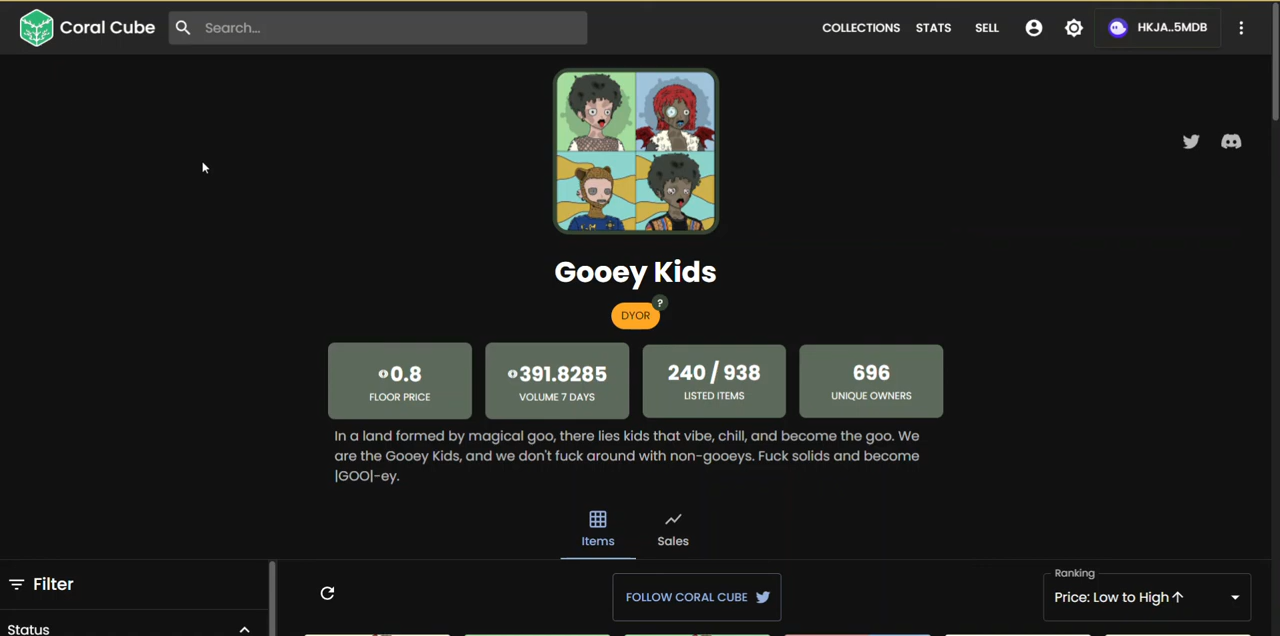 Coral Cube
Search...
COLLECTIONS
STATS
SELL
HKJA..5MDB
Gooey Kids
DYOR
?
0.8
FLOOR PRICE
391.8285
VOLUME 7 DAYS
240 / 938
LISTED ITEMS
696
UNIQUE OWNERS
In a land formed by magical goo, there lies kids that vibe, chill, and become the goo. We
are the Gooey Kids, and we don't fuck around with non-gooeys. Fuck solids and become
|GOO|-ey.
Items
Sales
Filter
FOLLOW CORAL CUBE
Ranking
Price: Low to High ↑
Status